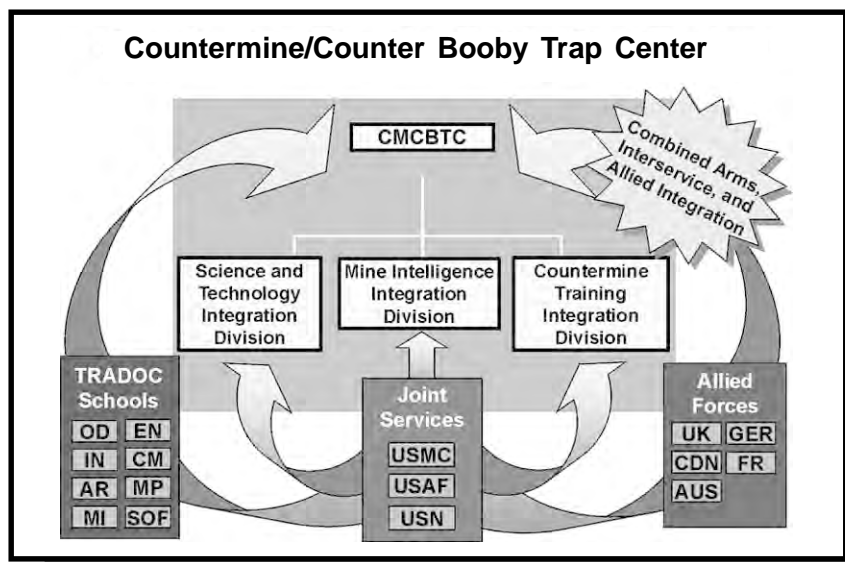 Countermine/Counter Booby Trap Center
CMCBTC
Combined Arms,
Interservice, and
Allied Integration
Science and
Technology
Integration
Division
Mine Intelligence
Integration
Division
Countermine
Training
Integration
Division
TRADOC
Schools
OD EN
IN CM
AR MP
MI SOF
Joint
Services
USMC
USAF
USN
Allied
Forces
UK GER
CDN FR
AUS